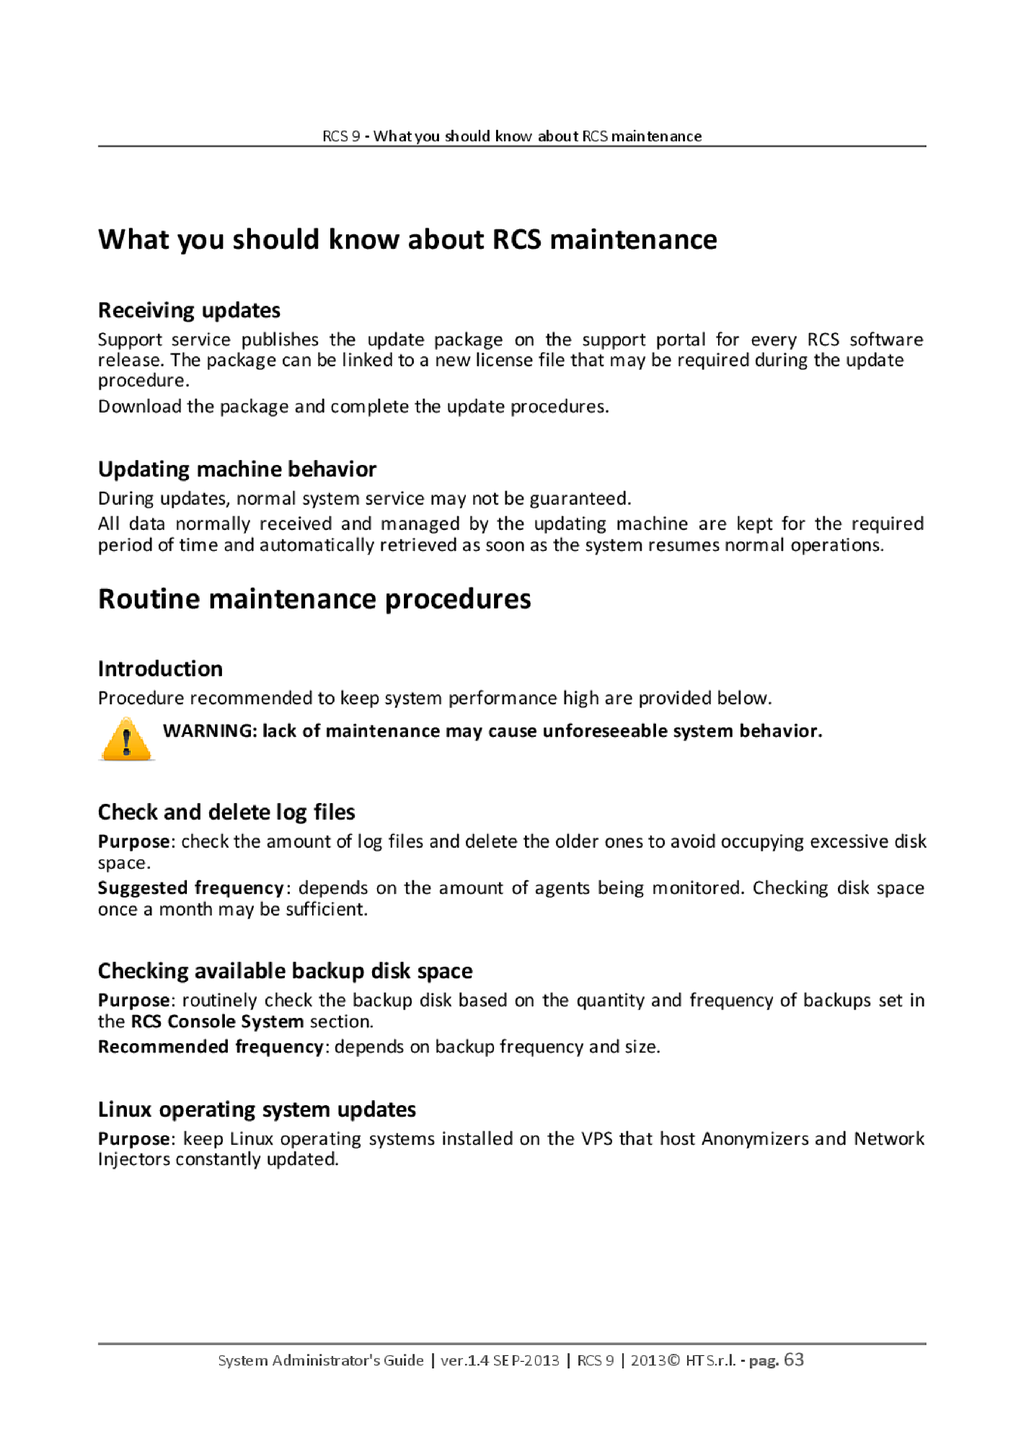 RCS 9 - What you should know about RCS maintenance
What you should know about RCS maintenance
Receiving updates
Support service publishes the update package on the support portal for every RCS software
release. The package can be linked to a new license file that may be required during the update
procedure.
Download the package and complete the update procedures.
Updating machine behavior
During updates, normal system service may not be guaranteed.
All data normally received and managed by the updating machine are kept for the required
period of time and automatically retrieved as soon as the system resumes normal operations.
Routine maintenance procedures
Introduction
Procedure recommended to keep system performance high are provided below.
WARNING: lack of maintenance may cause unforeseeable system behavior.
Check and delete log files
Purpose: check the amount of log files and delete the older ones to avoid occupying excessive disk
space.
Suggested frequency: depends on the amount of agents being monitored. Checking disk space
once a month may be sufficient.
Checking available backup disk space
Purpose: routinely check the backup disk based on the quantity and frequency of backups set in
the RCS Console System section.
Recommended frequency: depends on backup frequency and size.
Linux operating system updates
Purpose: keep Linux operating systems installed on the VPS that host Anonymizers and Network
Injectors constantly updated.
System Administrator's Guide | ver.1.4 SEP-2013 | RCS 9 | 2013© HT S.r.l. - pag. 63